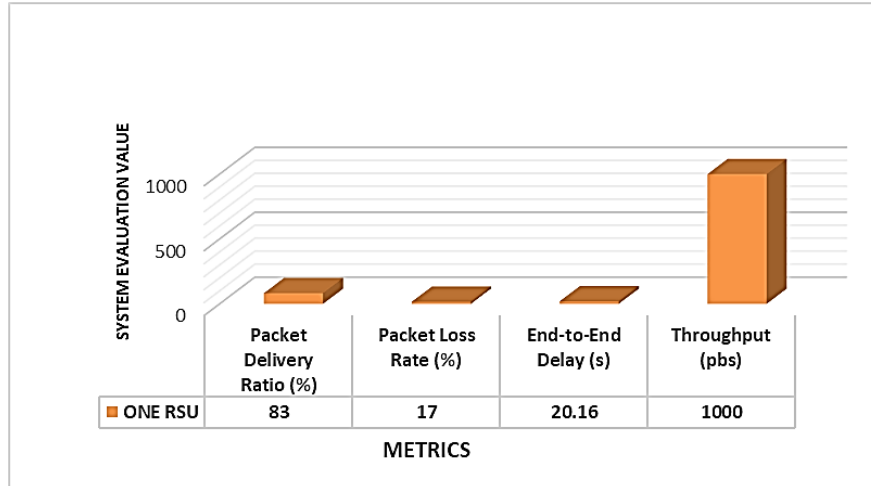 SYSTEM EVALUATION VALUE
1000
500
0
Packet
Delivery
Ratio (%)
Packet Loss
Rate (%)
End-to-End
Delay (s)
Throughput
(pbs)
ONE RSU 83 17 20.16 1000
METRICS